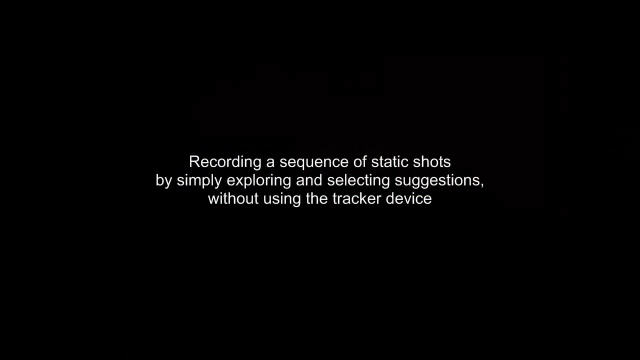 Recording a sequence of static shots
by simply exploring and selecting suggestions,
without using the tracker device